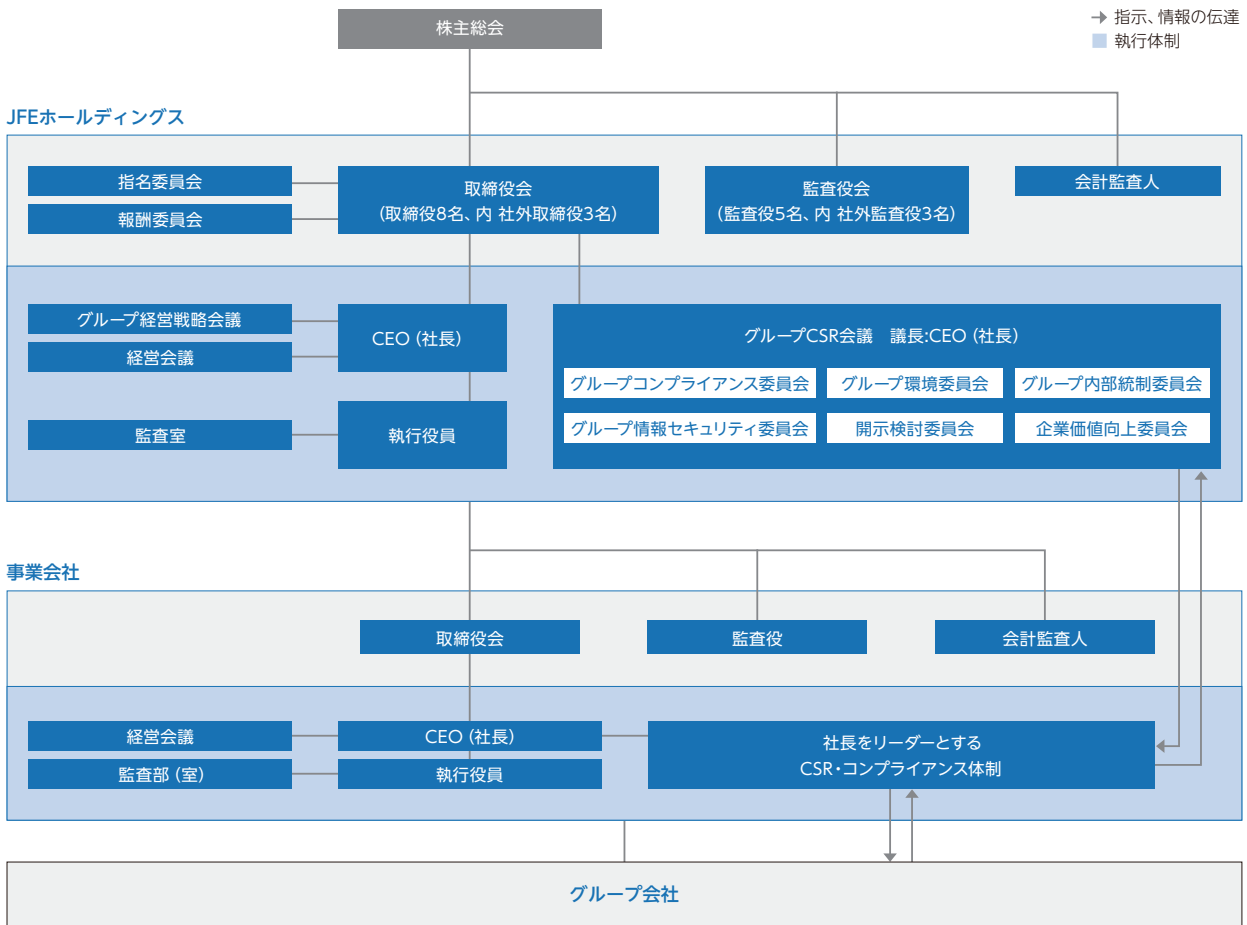 株主総会
指示、情報の伝達
執行体制
JFEホールディングス
指名委員会
報酬委員会
取締役会
(取締役8名、内 社外取締役3名)
監査役会
(監査役5名、内 社外監査役3名)
会計監査人
グループ経営戦略会議
経営会議
CEO (社長)
監査室
執行役員
グループCSR会議 議長:CEO (社長)
グループコンプライアンス委員会
グループ環境委員会
グループ内部統制委員会
グループ情報セキュリティ委員会
開示検討委員会
企業価値向上委員会
事業会社
取締役会
監査役
会計監査人
経営会議
CEO (社長)
監査部 (室)
執行役員
社長をリーダーとする
CSR・コンプライアンス体制
グループ会社